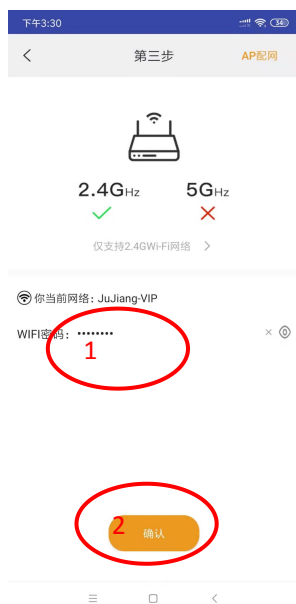 下午3:30
34
第三步
AP配网
2.4GHz
5GHz
仅支持2.4GWi-Fi网络
你当前网络: JuJiang-VIP
WIFI密码: ••••••••
1
2
确认